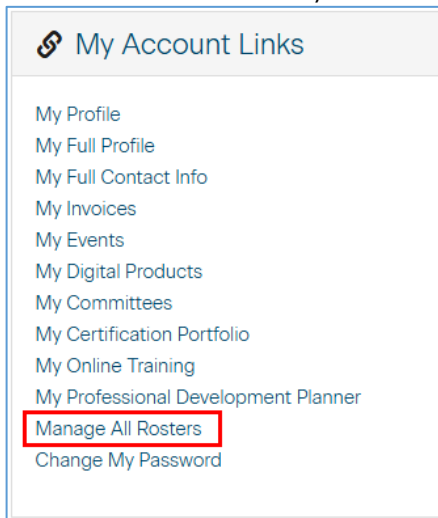 My Account Links
My Profile
My Full Profile
My Full Contact Info
My Invoices
My Events
My Digital Products
My Committees
My Certification Portfolio
My Online Training
My Professional Development Planner
Manage All Rosters
Change My Password